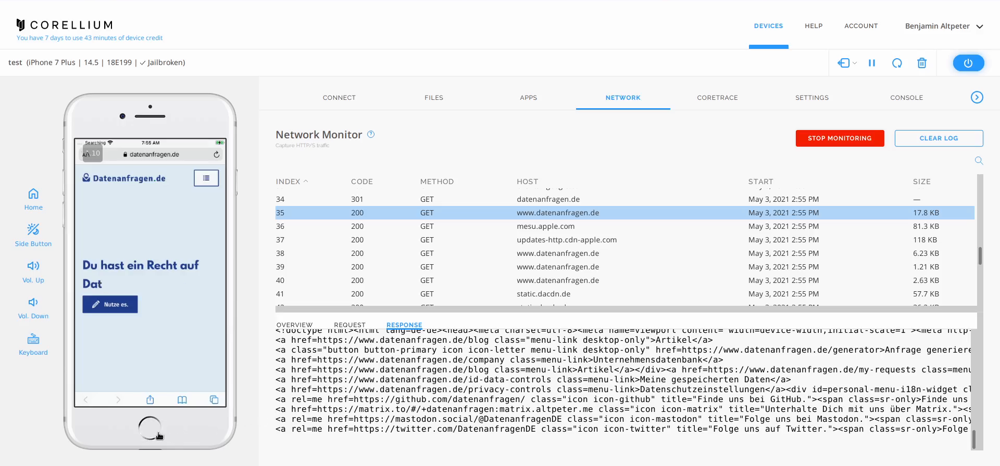 CORELLIUM
You have 7 days to use 43 minutes of device credit
DEVICES HELP ACCOUNT Benjamin Altpeter
test (iPhone 7 Plus | 14.5 | 18E199 | ✓ Jailbroken)
CONNECT FILES APPS NETWORK CORETRACE SETTINGS CONSOLE
Home
Side Button
Vol. Up
Vol. Down
Keyboard
Searching 7:55 AM
datenanfragen.de
Datenanfragen.de
Du hast ein Recht auf
Dat
Nutze es.
Network Monitor ?
Capture HTTP/S traffic
STOP MONITORING CLEAR LOG
INDEX CODE METHOD HOST START SIZE
34 301 GET datenanfragen.de May 3, 2021 2:55 PM —
35 200 GET www.datenanfragen.de May 3, 2021 2:55 PM 17.8 KB
36 200 GET mesu.apple.com May 3, 2021 2:55 PM 81.3 KB
37 200 GET updates-http.cdn-apple.com May 3, 2021 2:55 PM 118 KB
38 200 GET www.datenanfragen.de May 3, 2021 2:55 PM 6.23 KB
39 200 GET www.datenanfragen.de May 3, 2021 2:55 PM 1.21 KB
40 200 GET www.datenanfragen.de May 3, 2021 2:55 PM 2.63 KB
41 200 GET static.dacdn.de May 3, 2021 2:55 PM 57.7 KB
OVERVIEW REQUEST RESPONSE
<!doctype html><html lang=de-de><head><meta charset=utf-8><meta name=viewport content="width=device-width,initial-scale=1"><meta http-
<a href=https://www.datenanfragen.de/blog class="menu-link desktop-only">Artikel</a>
<a class="button button-primary icon icon-letter menu-link desktop-only" href=https://www.datenanfragen.de/generator>Anfrage generiere
<a href=https://www.datenanfragen.de/company class=menu-link>Unternehmensdatenbank</a>
<a href=https://www.datenanfragen.de/blog class=menu-link>Artikel</a></div><a href=https://www.datenanfragen.de/my-requests class=menu
<a href=https://www.datenanfragen.de/id-data-controls class=menu-link>Meine gespeicherten Daten</a>
<a href=https://www.datenanfragen.de/privacy-controls class=menu-link>Datenschutzeinstellungen</a><div id=personal-menu-i18n-widget cl
<a rel=me href=https://github.com/datenanfragen/ class="icon icon-github" title="Finde uns bei GitHub."><span class=sr-only>Finde uns
<a href=https://matrix.to/#/+datenanfragen:matrix.altpeter.me class="icon icon-matrix" title="Unterhalte Dich mit uns über Matrix."><s
<a rel=me href=https://mastodon.social/@DatenanfragenDE class="icon icon-mastodon" title="Folge uns bei Mastodon."><span class=sr-only
<a rel=me href=https://twitter.com/DatenanfragenDE class="icon icon-twitter" title="Folge uns auf Twitter."><span class=sr-only>Folge